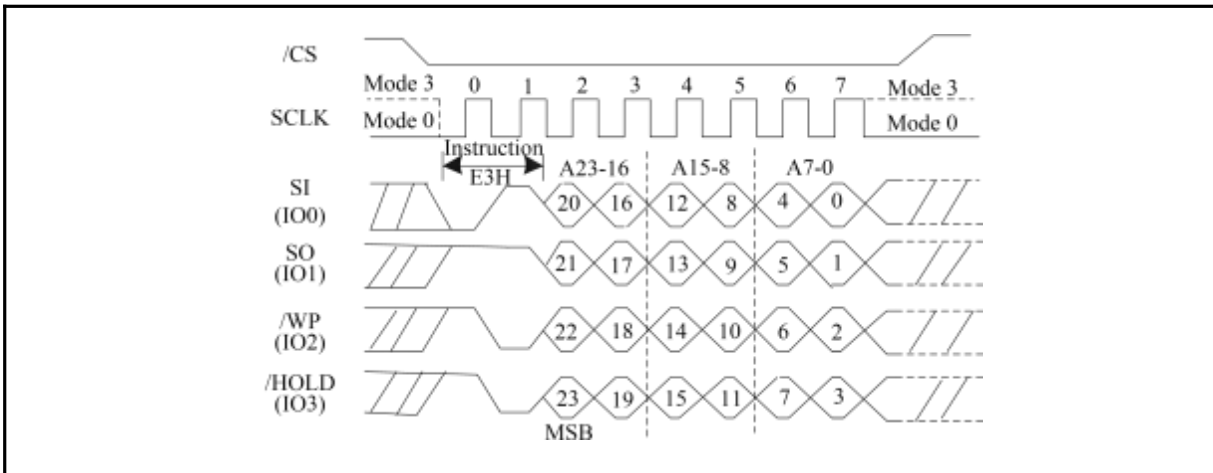 /CS
Mode 3 0 1 2 3 4 5 6 7 Mode 3
SCLK Mode 0 Mode 0
Instruction
E3H A23-16 A15-8 A7-0
SI
(IO0) 20 16 12 8 4 0
SO
(IO1) 21 17 13 9 5 1
/WP
(IO2) 22 18 14 10 6 2
/HOLD
(IO3) 23 19 15 11 7 3
MSB